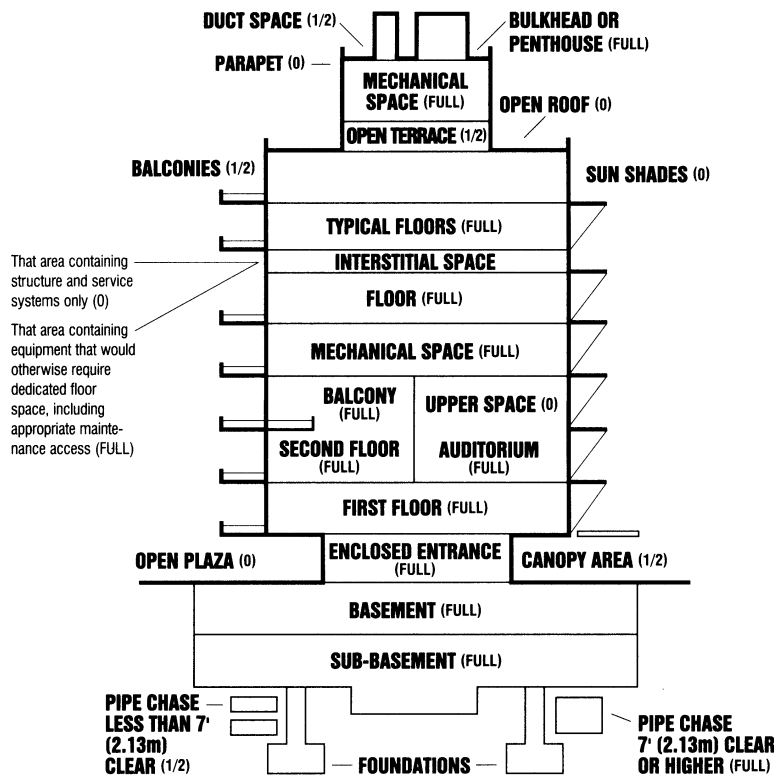 DUCT SPACE (1/2)
BULKHEAD OR
PENTHOUSE (FULL)
PARAPET (0)
MECHANICAL
SPACE (FULL)
OPEN ROOF (0)
OPEN TERRACE (1/2)
BALCONIES (1/2)
SUN SHADES (0)
TYPICAL FLOORS (FULL)
That area containing
structure and service
systems only (0)
INTERSTITIAL SPACE
FLOOR (FULL)
That area containing
equipment that would
otherwise require
dedicated floor
space, including
appropriate mainte-
nance access (FULL)
MECHANICAL SPACE (FULL)
BALCONY
(FULL)
UPPER SPACE (0)
SECOND FLOOR
(FULL)
AUDITORIUM
(FULL)
FIRST FLOOR (FULL)
OPEN PLAZA (0)
ENCLOSED ENTRANCE
(FULL)
CANOPY AREA (1/2)
BASEMENT (FULL)
SUB-BASEMENT (FULL)
PIPE CHASE
LESS THAN 7'
(2.13m)
CLEAR (1/2)
FOUNDATIONS
PIPE CHASE
7' (2.13m) CLEAR
OR HIGHER (FULL)